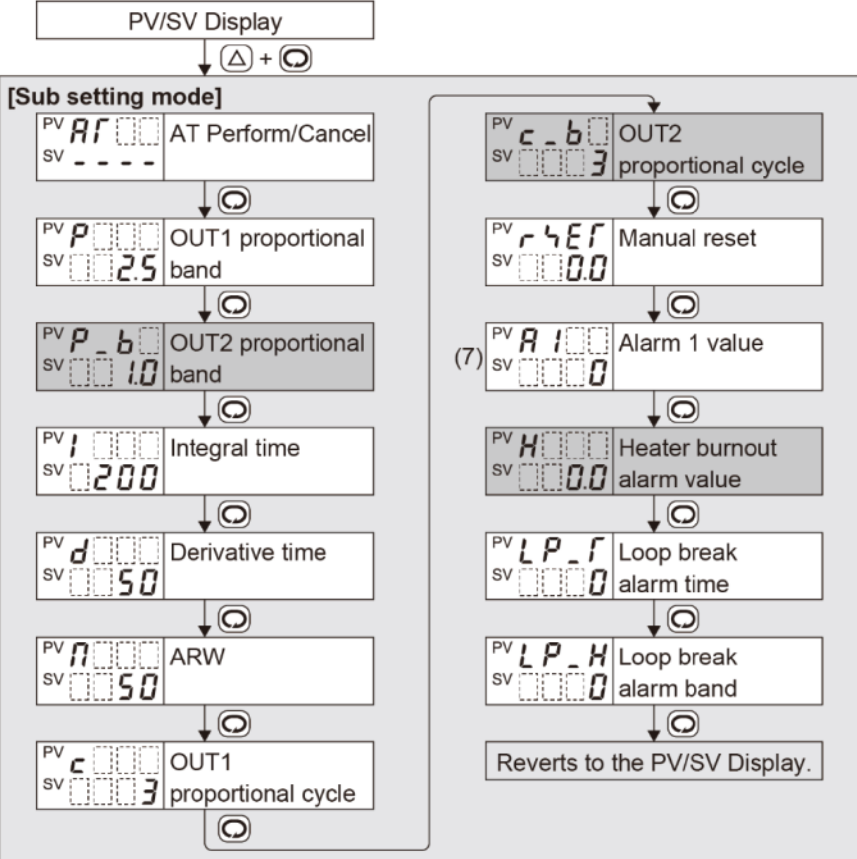 PV/SV Display
+
[Sub setting mode]
PV AT
SV ----
AT Perform/Cancel
PV P
SV 2.5
OUT1 proportional
band
PV P_b
SV 1.0
OUT2 proportional
band
PV I
SV 200
Integral time
PV d
SV 50
Derivative time
PV
SV 50
ARW
PV c
SV 3
OUT1
proportional cycle
PV c_b
SV 3
OUT2
proportional cycle
PV
SV 0.0
Manual reset
(7)
PV A1
SV 0
Alarm 1 value
PV H
SV 0.0
Heater burnout
alarm value
PV LP_T
SV 0
Loop break
alarm time
PV LP_H
SV 0
Loop break
alarm band
Reverts to the PV/SV Display.